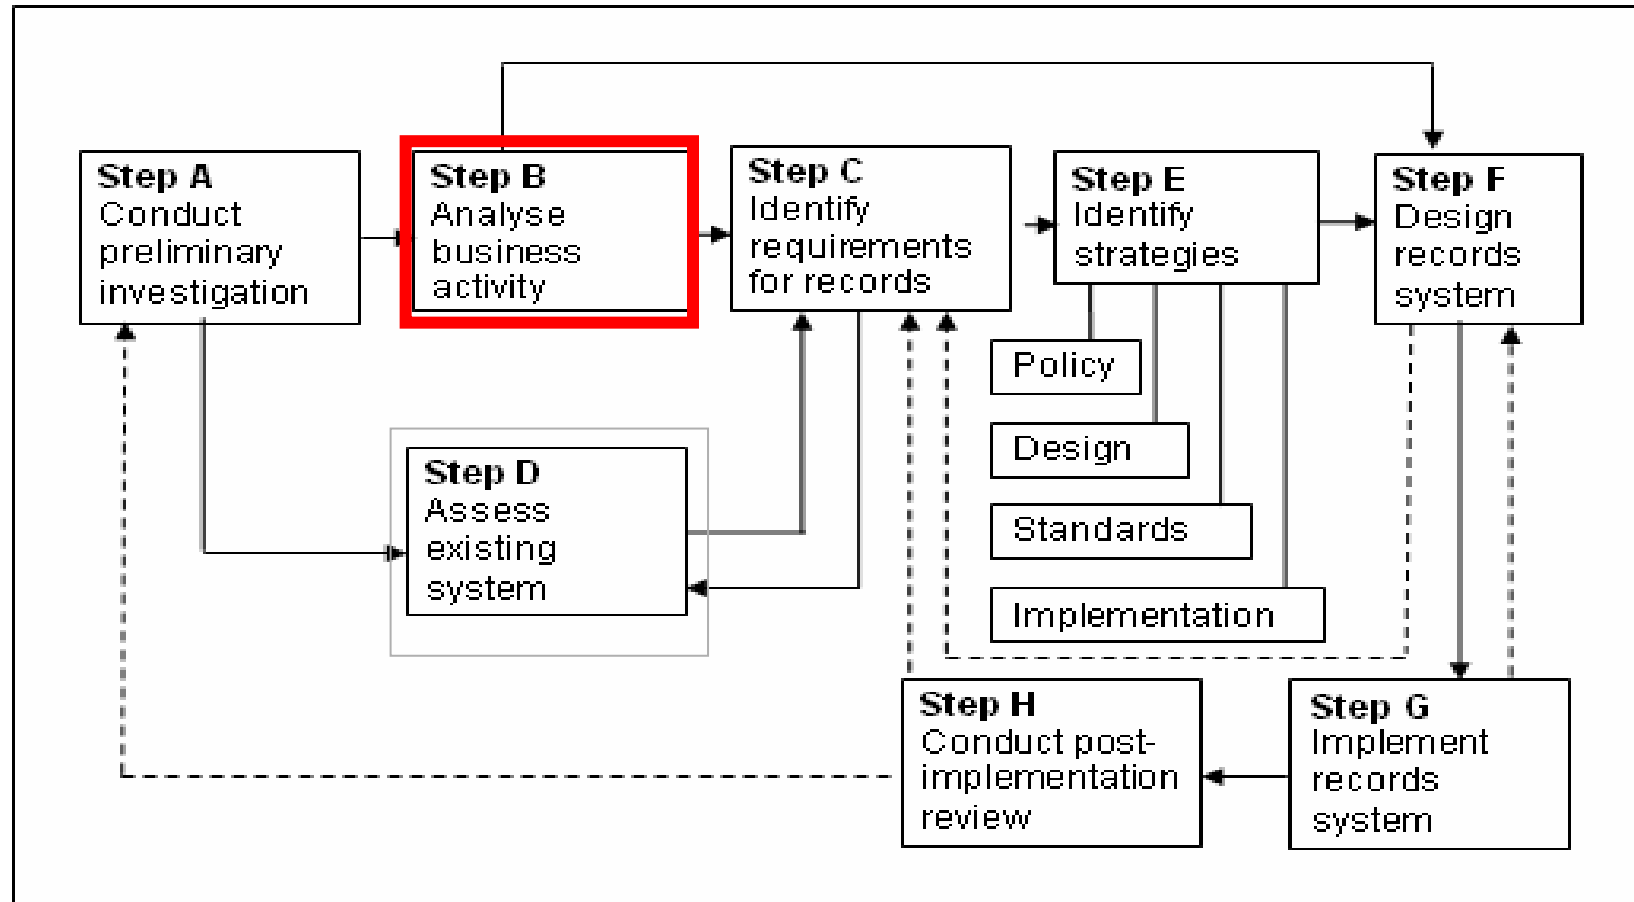 Step A
Conduct
preliminary
investigation
Step B
Analyse
business
activity
Step C
Identify
requirements
for records
Step E
Identify
strategies
Step F
Design
records
system
Policy
Design
Standards
Implementation
Step D
Assess
existing
system
Step H
Conduct post-
implementation
review
Step G
Implement
records
system